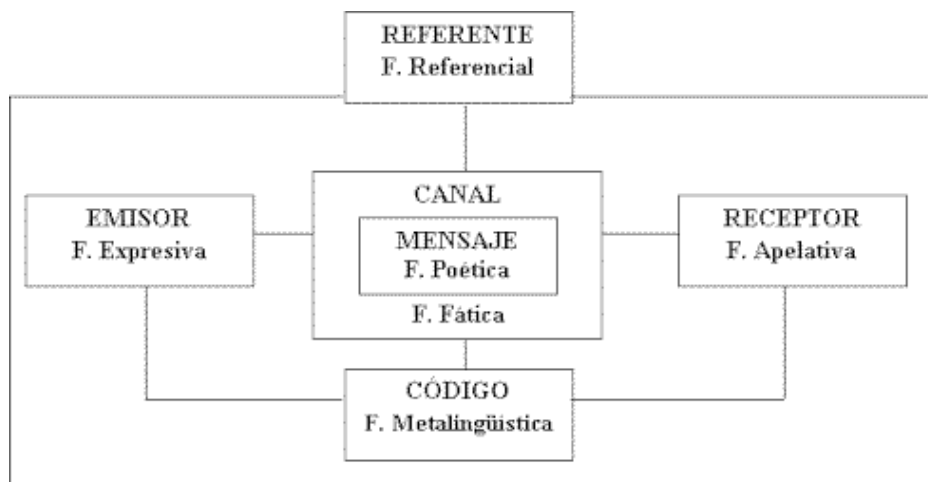 REFERENTE
F. Referencial
CANAL
EMISOR
F. Expresiva
MENSAJE
F. Poética
RECEPTOR
F. Apelativa
F. Fática
CÓDIGO
F. Metalingüística